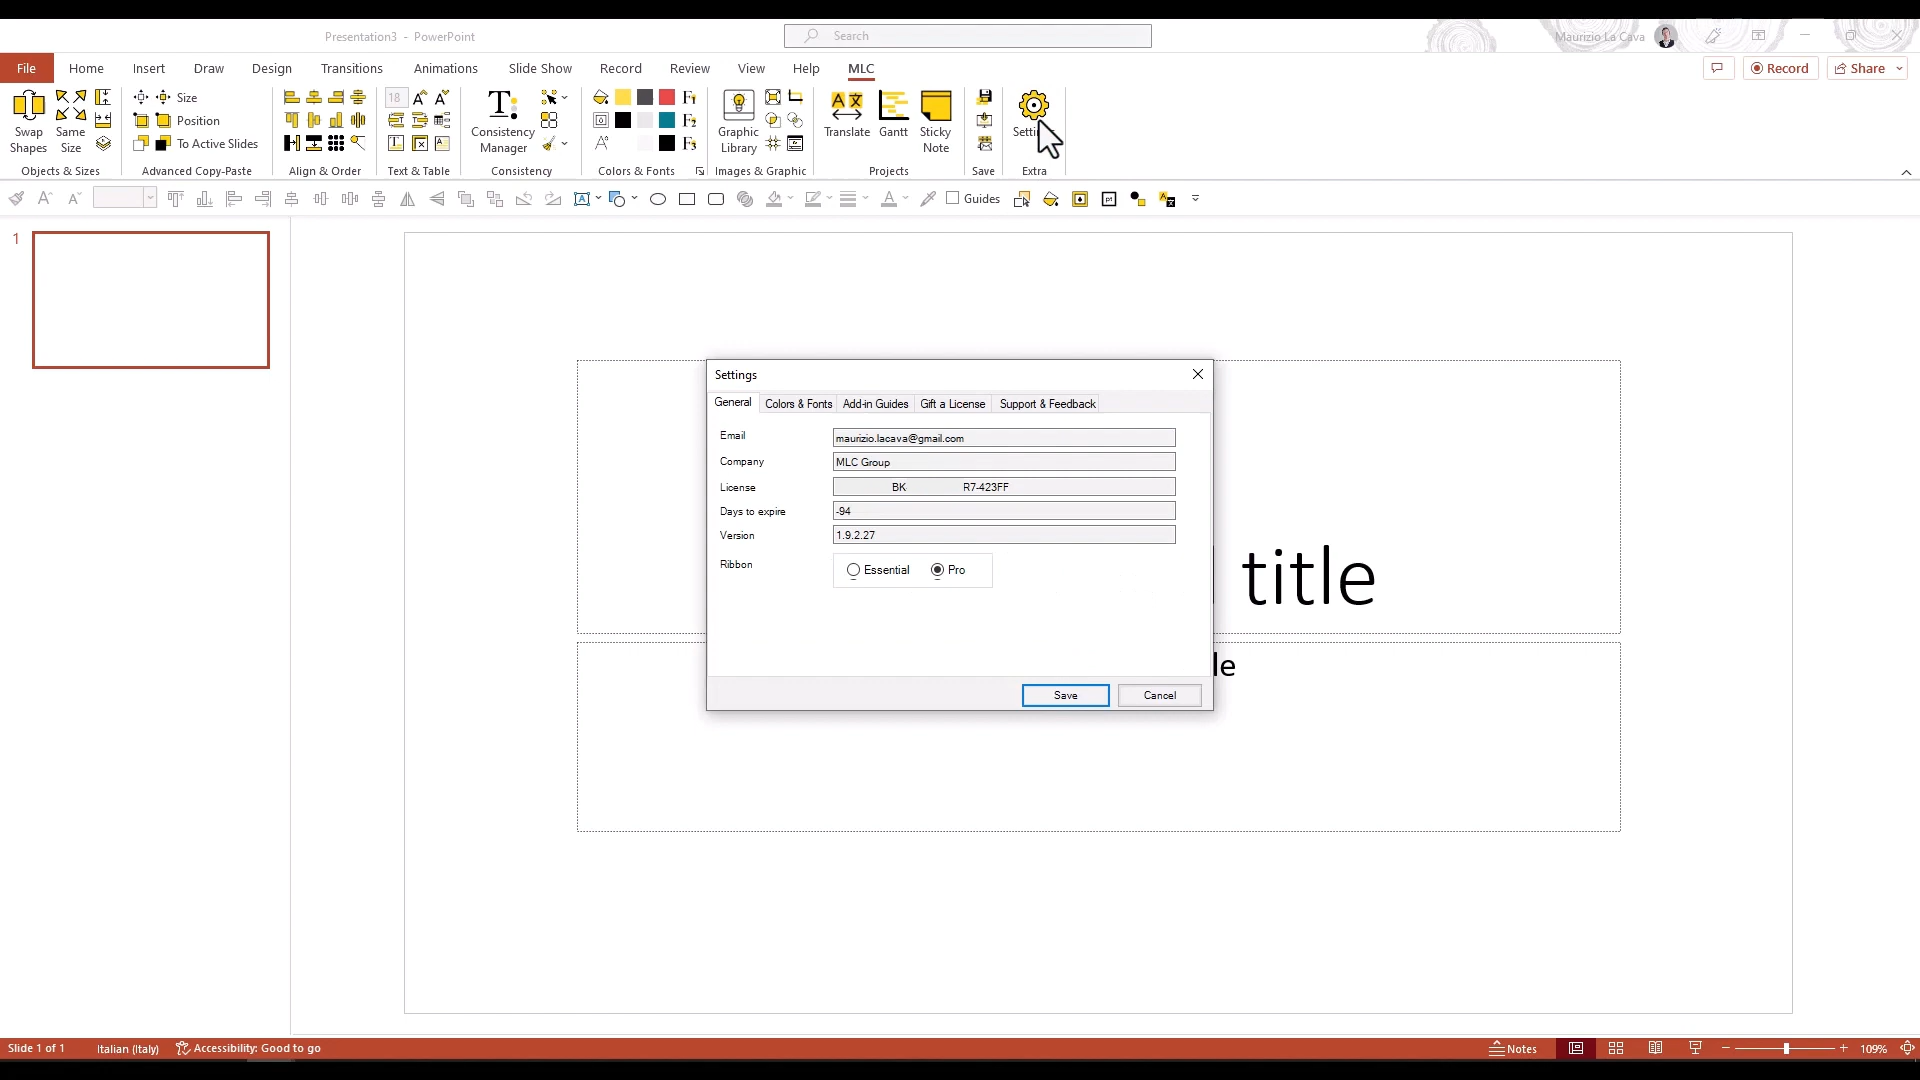 Presentation3 - PowerPoint
Search
Maurizio La Cava
File Home Insert Draw Design Transitions Animations Slide Show Record Review View Help MLC
Record
Share
Swap Shapes
Same Size
Size
Position
To Active Slides
18
Consistency Manager
Graphic Library
Translate
Gantt
Sticky Note
Objects & Sizes
Advanced Copy-Paste
Align & Order
Text & Table
Consistency
Colors & Fonts
Images & Graphic
Projects
Save
Extra
Guides
1
Settings
General Colors & Fonts Add-in Guides Gift a License Support & Feedback
Email maurizio.lacava@gmail.com
Company MLC Group
License BK R7-423FF
Days to expire -94
Version 1.9.2.27
Ribbon Essential Pro
Save Cancel
title
le
Slide 1 of 1 Italian (Italy) Accessibility: Good to go Notes 109%